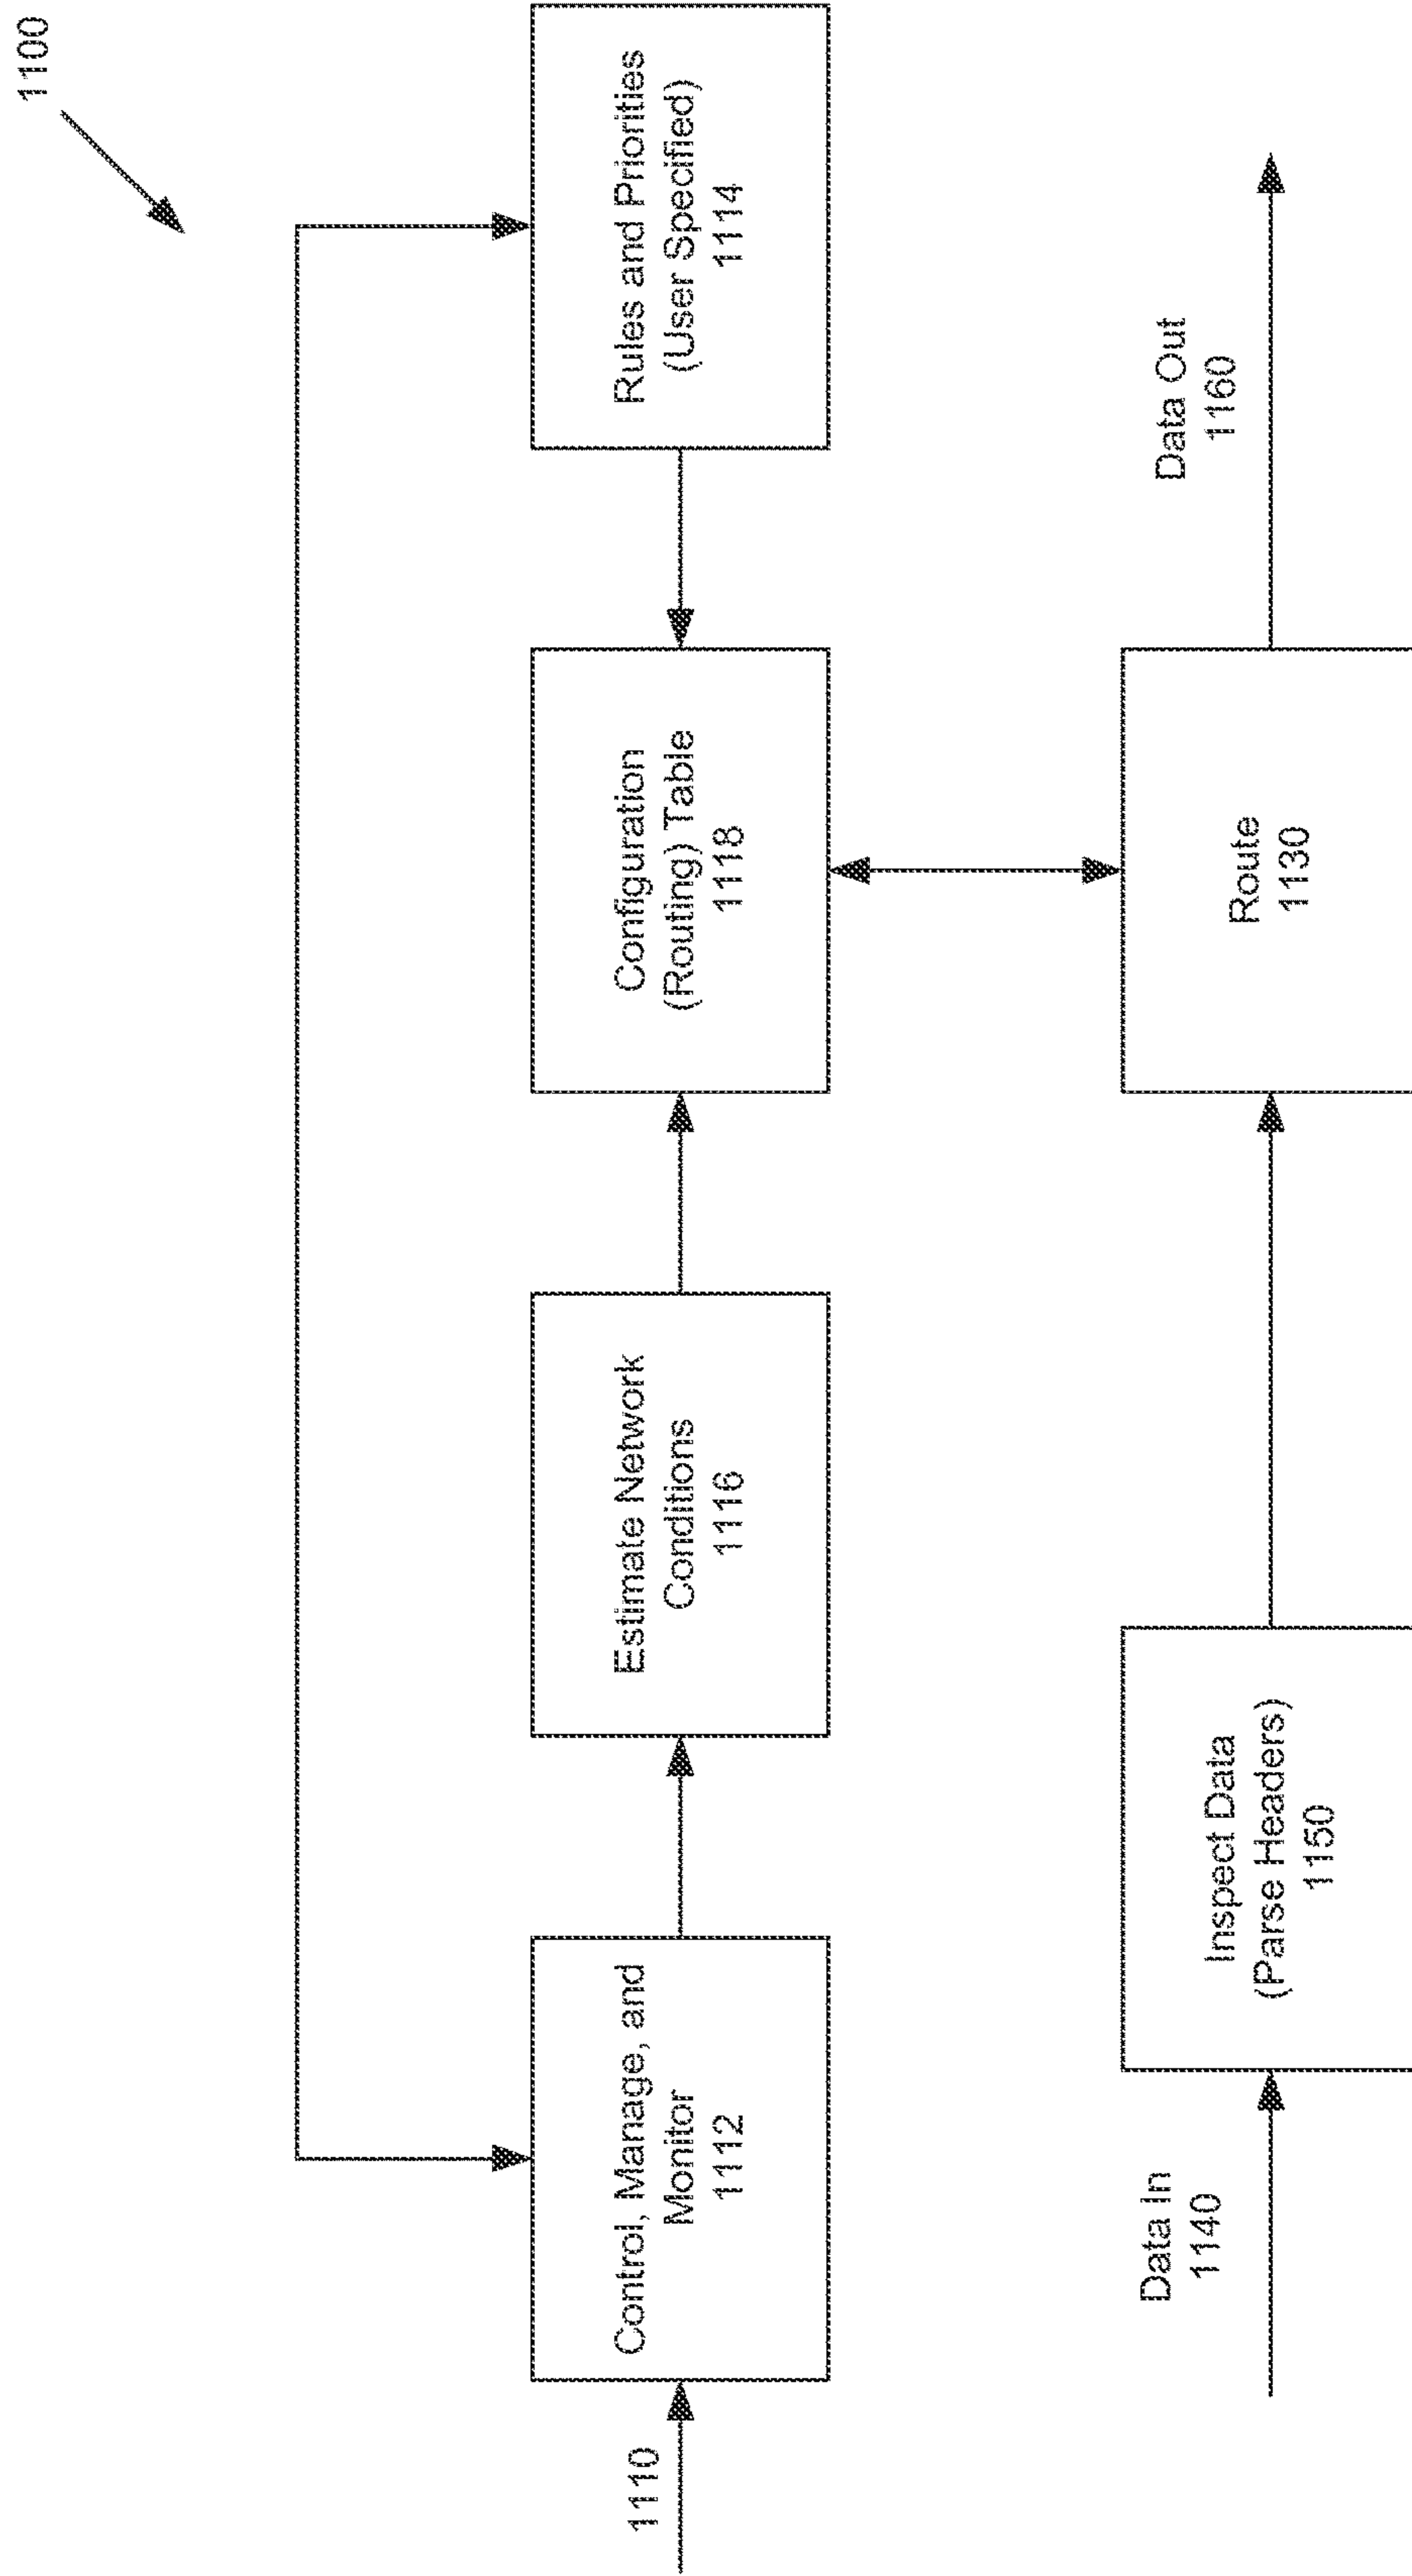 1100
1110
Control, Manage, and
Monitor
1112
Estimate Network
Conditions
1116
Configuration
(Routing) Table
1118
Rules and Priorities
(User Specified)
1114
Data In
1140
Inspect Data
(Parse Headers)
1150
Route
1130
Data Out
1160